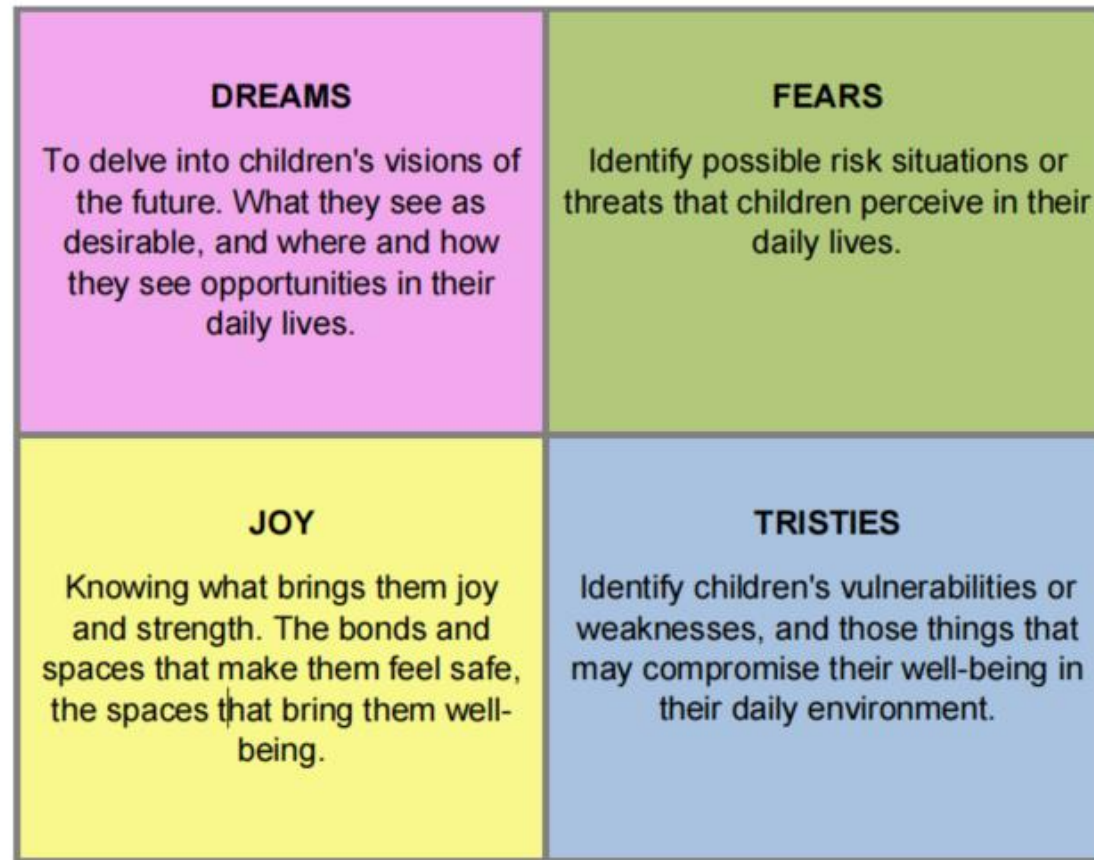 DREAMS
To delve into children's visions of
the future. What they see as
desirable, and where and how
they see opportunities in their
daily lives.
FEARS
Identify possible risk situations or
threats that children perceive in their
daily lives.
JOY
Knowing what brings them joy
and strength. The bonds and
spaces that make them feel safe,
the spaces that bring them well-
being.
TRISTIES
Identify children's vulnerabilities or
weaknesses, and those things that
may compromise their well-being in
their daily environment.